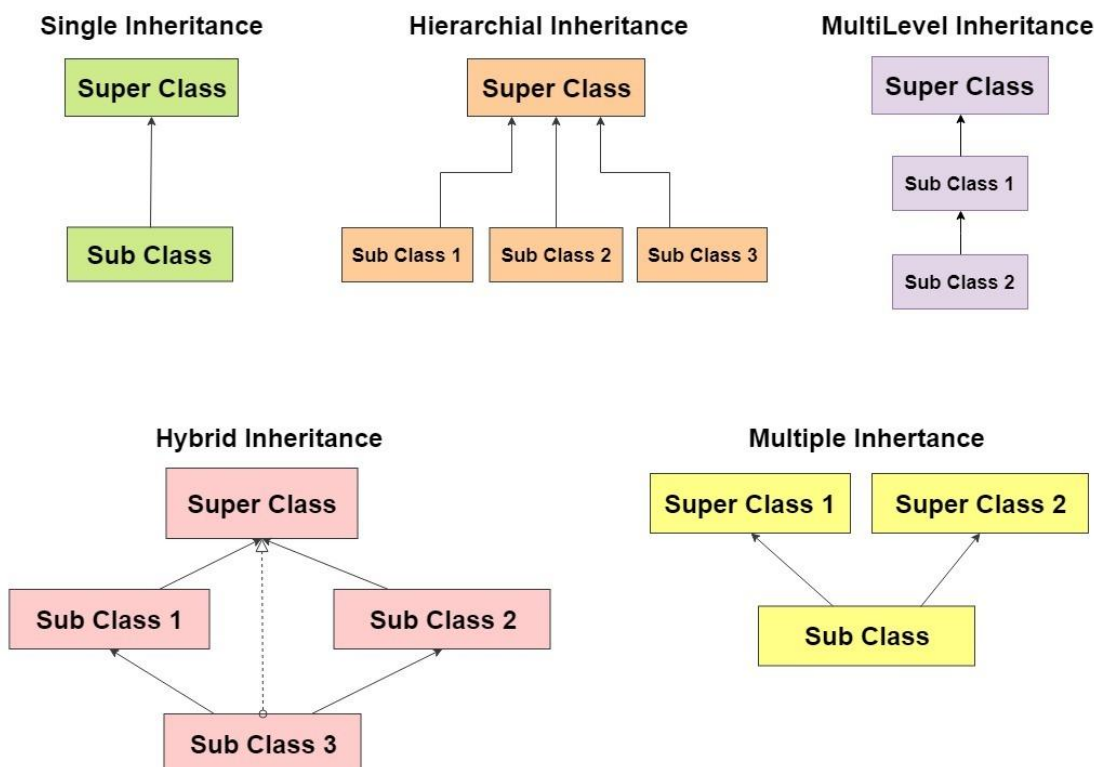 Single Inheritance
Super Class
Sub Class
Hierarchial Inheritance
Super Class
Sub Class 1
Sub Class 2
Sub Class 3
MultiLevel Inheritance
Super Class
Sub Class 1
Sub Class 2
Hybrid Inheritance
Super Class
Sub Class 1
Sub Class 2
Sub Class 3
Multiple Inhertance
Super Class 1
Super Class 2
Sub Class